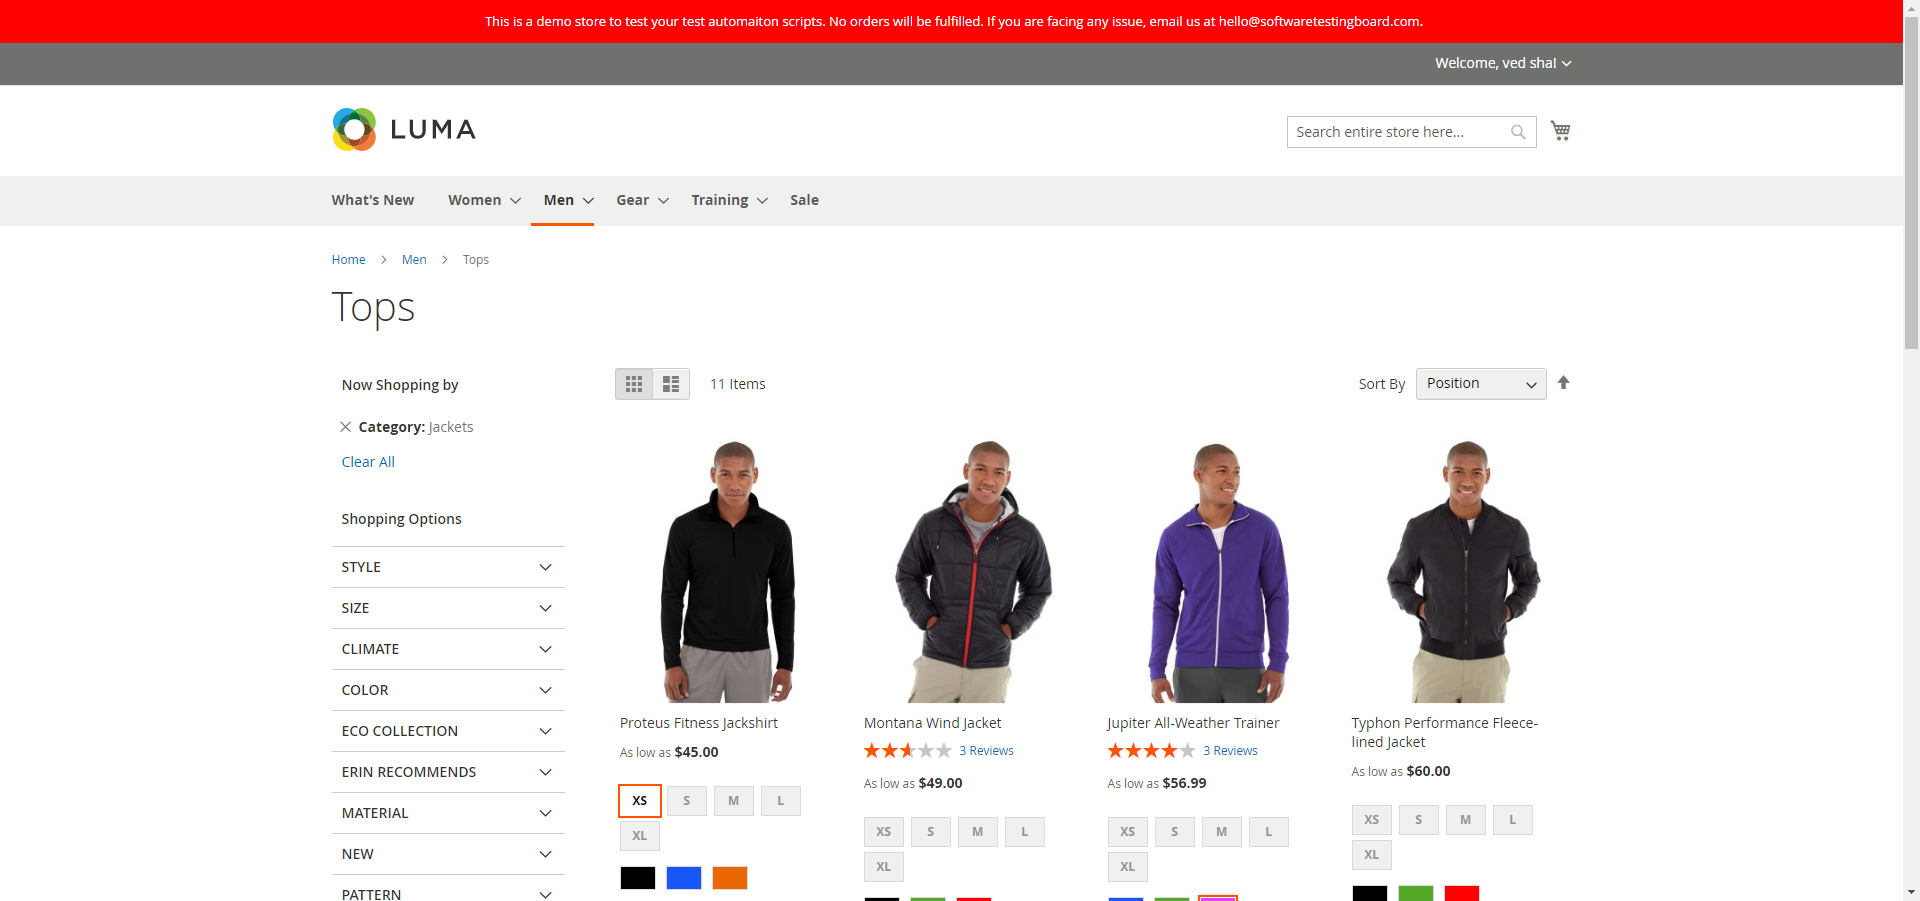 This is a demo store to test your test automaiton scripts. No orders will be fulfilled. If you are facing any issue, email us at hello@softwaretestingboard.com.
Welcome, ved sha!
LUMA
Search entire store here...
What's New
Women
Men
Gear
Training
Sale
Home
Men
Tops
Tops
Now Shopping by
Category: Jackets
Clear All
Shopping Options
STYLE
SIZE
CLIMATE
COLOR
ECO COLLECTION
ERIN RECOMMENDS
MATERIAL
NEW
PATTERN
11 Items
Sort By
Position
Proteus Fitness Jackshirt
As low as $45.00
XS S M L
XL
Montana Wind Jacket
3 Reviews
As low as $49.00
XS S M L
XL
Jupiter All-Weather Trainer
3 Reviews
As low as $56.99
XS S M L
XL
Typhon Performance Fleece-
lined Jacket
As low as $60.00
XS S M L
XL